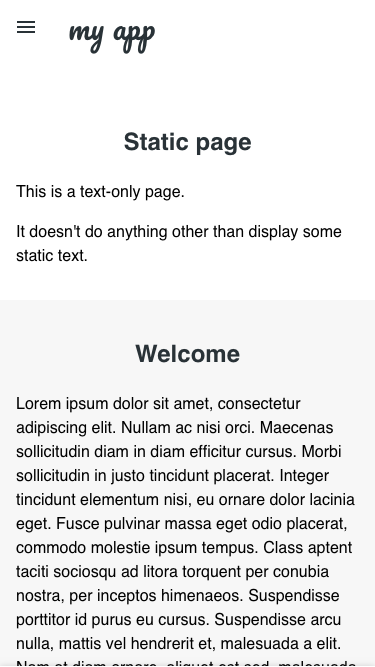 my app
Static page
This is a text-only page.
It doesn't do anything other than display some
static text.
Welcome
Lorem ipsum dolor sit amet, consectetur
adipiscing elit. Nullam ac nisi orci. Maecenas
sollicitudin diam in diam efficitur cursus. Morbi
sollicitudin in justo tincidunt placerat. Integer
tincidunt elementum nisi, eu ornare dolor lacinia
eget. Fusce pulvinar massa eget odio placerat,
commodo molestie ipsum tempus. Class aptent
taciti sociosqu ad litora torquent per conubia
nostra, per inceptos himenaeos. Suspendisse
porttitor id purus eu cursus. Suspendisse arcu
nulla, mattis vel hendrerit et, malesuada a elit.